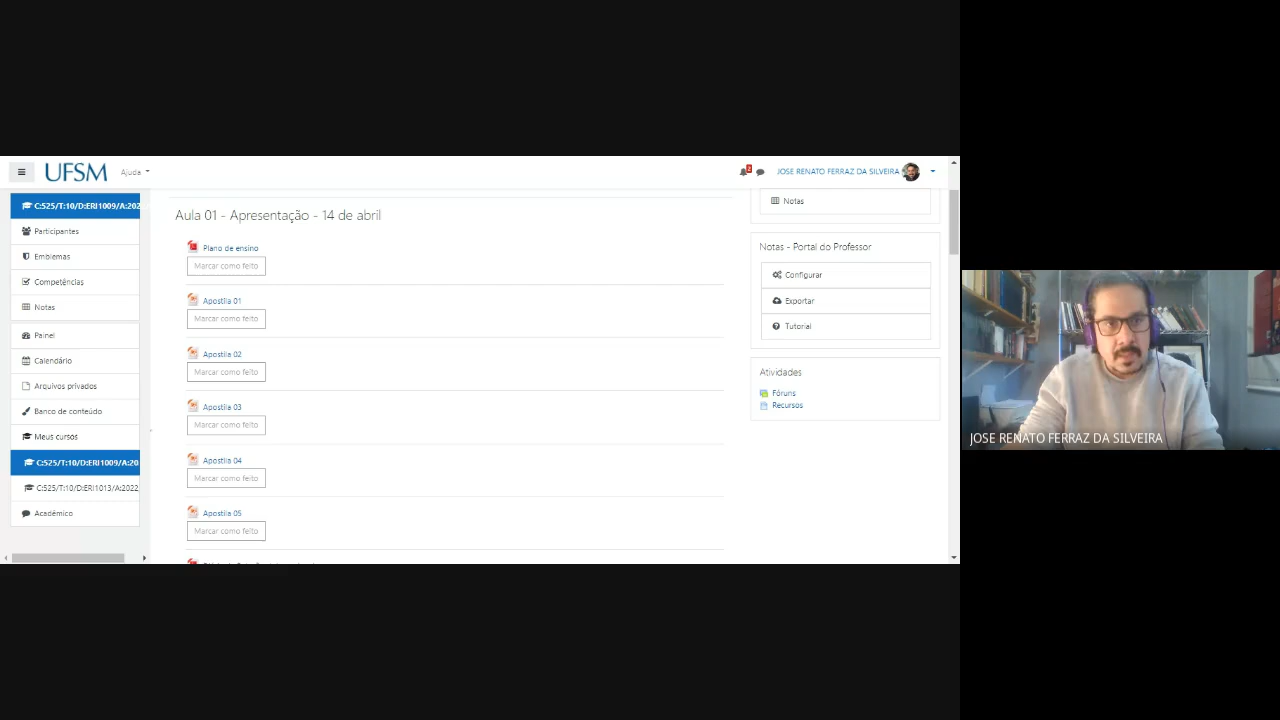 UFSM
Ajuda
2
JOSE RENATO FERRAZ DA SILVEIRA
C:525/T:10/D:ERI1009/A:202
Participantes
Emblemas
Competências
Notas
Painel
Calendário
Arquivos privados
Banco de conteúdo
Meus cursos
C:525/T:10/D:ERI1009/A:20
C:525/T:10/D:ERI1013/A:2022
Acadêmico
Aula 01 - Apresentação - 14 de abril
Plano de ensino
Marcar como feito
Apostila 01
Marcar como feito
Apostila 02
Marcar como feito
Apostila 03
Marcar como feito
Apostila 04
Marcar como feito
Apostila 05
Marcar como feito
Notas
Notas - Portal do Professor
Configurar
Exportar
Tutorial
Atividades
Fóruns
Recursos
JOSE RENATO FERRAZ DA SILVEIRA